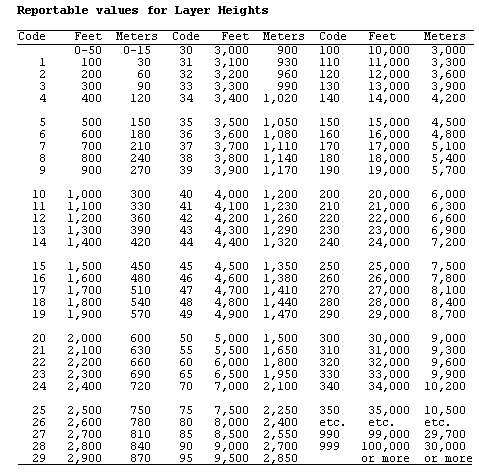 Reportable values for Layer Heights
Code Feet Meters Code Feet Meters Code Feet Meters
0-50 0-15 30 3,000 900 100 10,000 3,000
1 100 30 31 3,100 930 110 11,000 3,300
2 200 60 32 3,200 960 120 12,000 3,600
3 300 90 33 3,300 990 130 13,000 3,900
4 400 120 34 3,400 1,020 140 14,000 4,200
5 500 150 35 3,500 1,050 150 15,000 4,500
6 600 180 36 3,600 1,080 160 16,000 4,800
7 700 210 37 3,700 1,110 170 17,000 5,100
8 800 240 38 3,800 1,140 180 18,000 5,400
9 900 270 39 3,900 1,170 190 19,000 5,700
10 1,000 300 40 4,000 1,200 200 20,000 6,000
11 1,100 330 41 4,100 1,230 210 21,000 6,300
12 1,200 360 42 4,200 1,260 220 22,000 6,600
13 1,300 390 43 4,300 1,290 230 23,000 6,900
14 1,400 420 44 4,400 1,320 240 24,000 7,200
15 1,500 450 45 4,500 1,350 250 25,000 7,500
16 1,600 480 46 4,600 1,380 260 26,000 7,800
17 1,700 510 47 4,700 1,410 270 27,000 8,100
18 1,800 540 48 4,800 1,440 280 28,000 8,400
19 1,900 570 49 4,900 1,470 290 29,000 8,700
20 2,000 600 50 5,000 1,500 300 30,000 9,000
21 2,100 630 55 5,500 1,650 310 31,000 9,300
22 2,200 660 60 6,000 1,800 320 32,000 9,600
23 2,300 690 65 6,500 1,950 330 33,000 9,900
24 2,400 720 70 7,000 2,100 340 34,000 10,200
25 2,500 750 75 7,500 2,250 350 35,000 10,500
26 2,600 780 80 8,000 2,400 etc. etc. etc.
27 2,700 810 85 8,500 2,550 990 99,000 29,700
28 2,800 840 90 9,000 2,700 999 100,000 30,000
29 2,900 870 95 9,500 2,850 or more or more